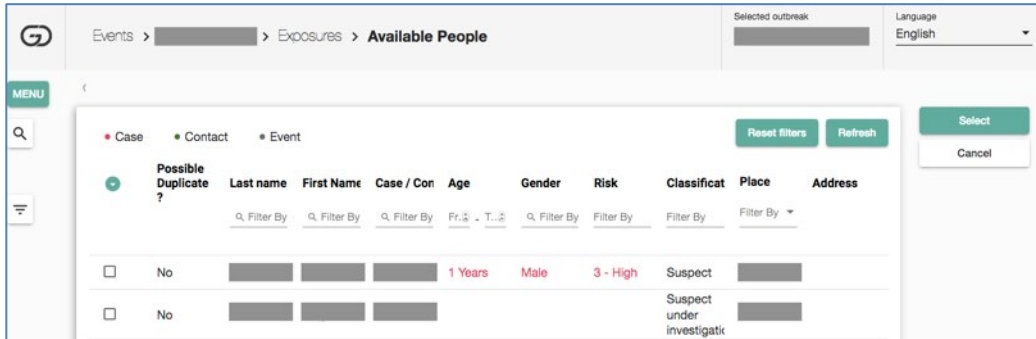 Selected outbreak
Language
Events > > Exposures > Available People
English
MENU
Case Contact Event
Reset filters Refresh
Select
Cancel
Possible Duplicate ? Last name First Name Case / Con Age Gender Risk Classificat Place Address
Filter By Filter By Filter By Fr. - T... Filter By Filter By Filter By Filter By
No 1 Years Male 3 - High Suspect
No Suspect under investigatic